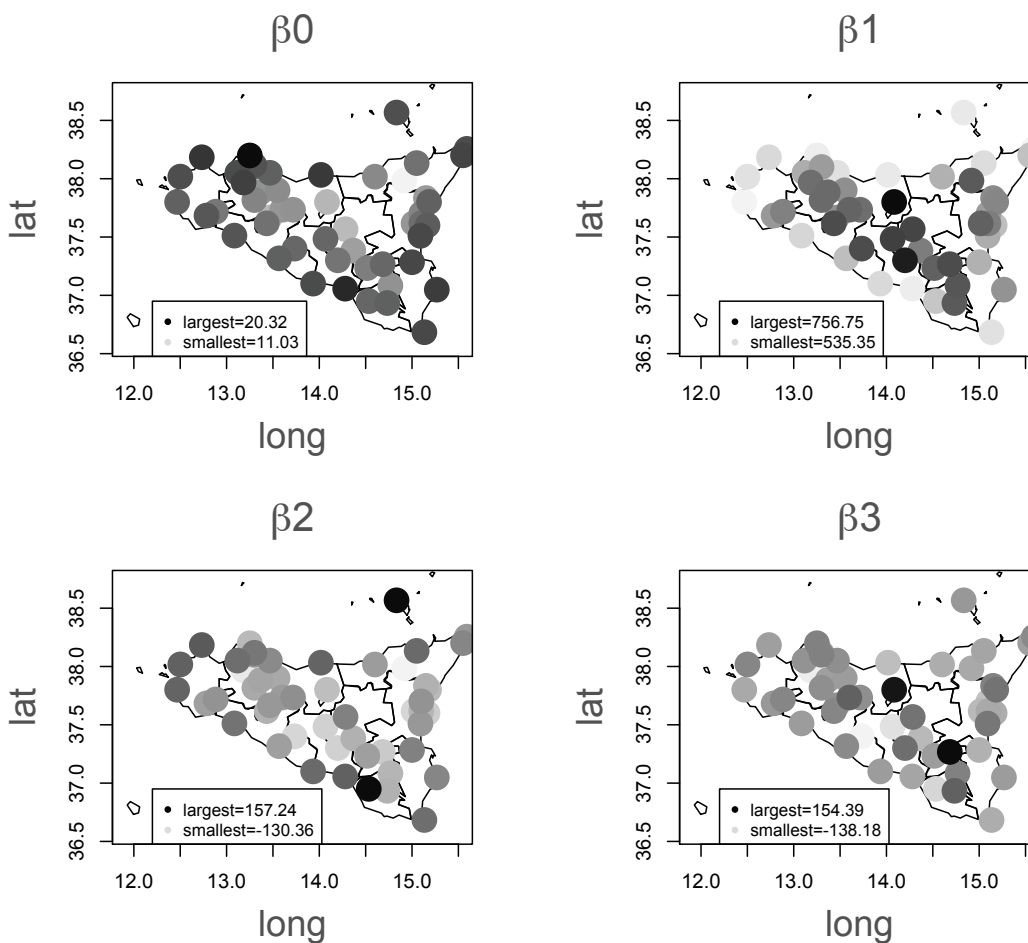 β0
38.5
38.0
37.5
37.0
36.5
lat
largest=20.32
smallest=11.03
12.0 13.0 14.0 15.0
long
β1
38.5
38.0
37.5
37.0
36.5
lat
largest=756.75
smallest=535.35
12.0 13.0 14.0 15.0
long
β2
38.5
38.0
37.5
37.0
36.5
lat
largest=157.24
smallest=-130.36
12.0 13.0 14.0 15.0
long
β3
38.5
38.0
37.5
37.0
36.5
lat
largest=154.39
smallest=-138.18
12.0 13.0 14.0 15.0
long